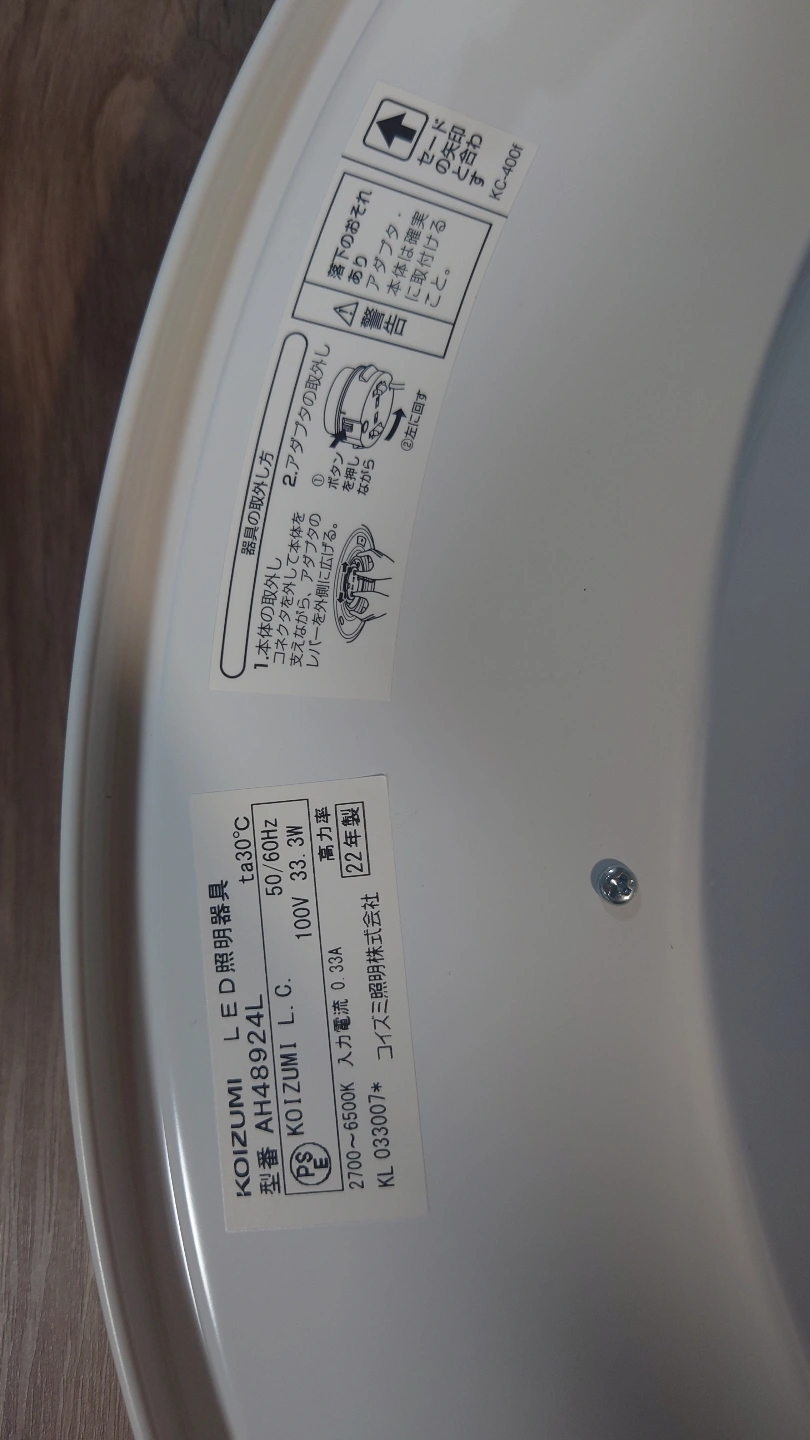 KOIZUMI LED照明器具
型番 AH48924L ta30℃
PSE KOIZUMI L.C. 50/60Hz
100V 33.3W
2700～6500K 入力電流 0.33A 高力率
KL 033007* コイズミ照明株式会社 22年製
器具の取外し方
1.本体の取外し
コネクタを外して本体を
支えながら、アダプタの
レバーを外側に広げる。
2.アダプタの取外し
①
ボタン
を押し
ながら
②左に回す
警告
落下のおそれ
あり
アダプタ・
本体は確実
に取付ける
こと。
セード
の矢印
と合わ
す
KC-400f